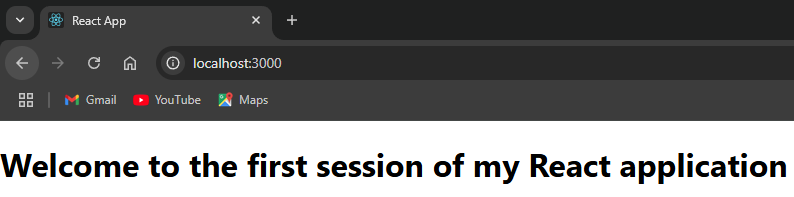 React App
localhost:3000
Gmail YouTube Maps
Welcome to the first session of my React application